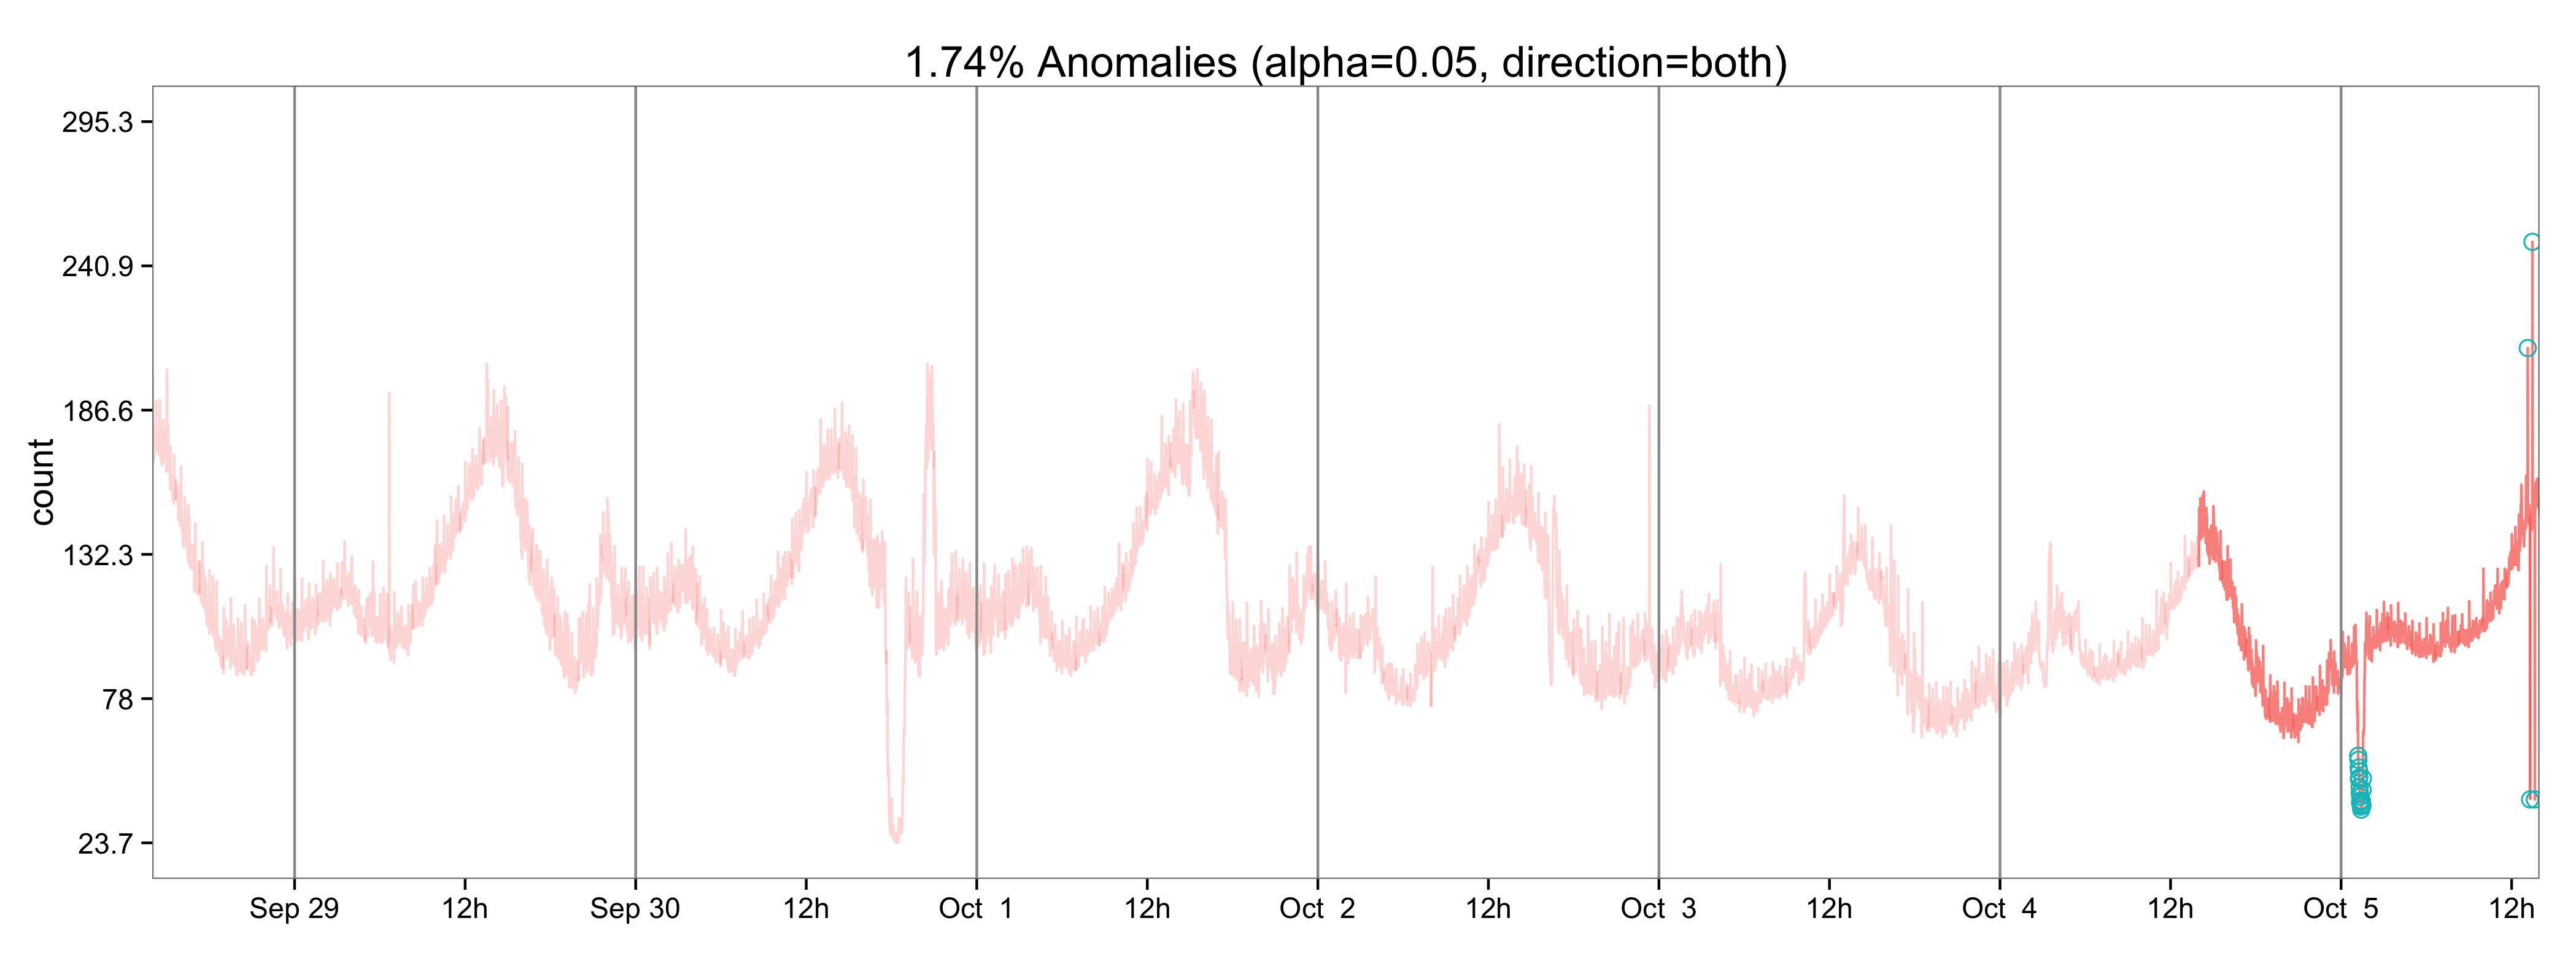 1.74% Anomalies (alpha=0.05, direction=both)
295.3
240.9
186.6
132.3
78
23.7
count
Sep 29 12h Sep 30 12h Oct 1 12h Oct 2 12h Oct 3 12h Oct 4 12h Oct 5 12h